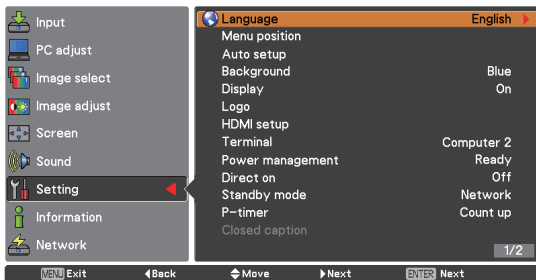 Input
PC adjust
Image select
Image adjust
Screen
Sound
Setting
Information
Network
Language English
Menu position
Auto setup
Background Blue
Display On
Logo
HDMI setup
Terminal Computer 2
Power management Ready
Direct on Off
Standby mode Network
P-timer Count up
Closed caption
1/2
MENU Exit Back Move Next ENTER Next